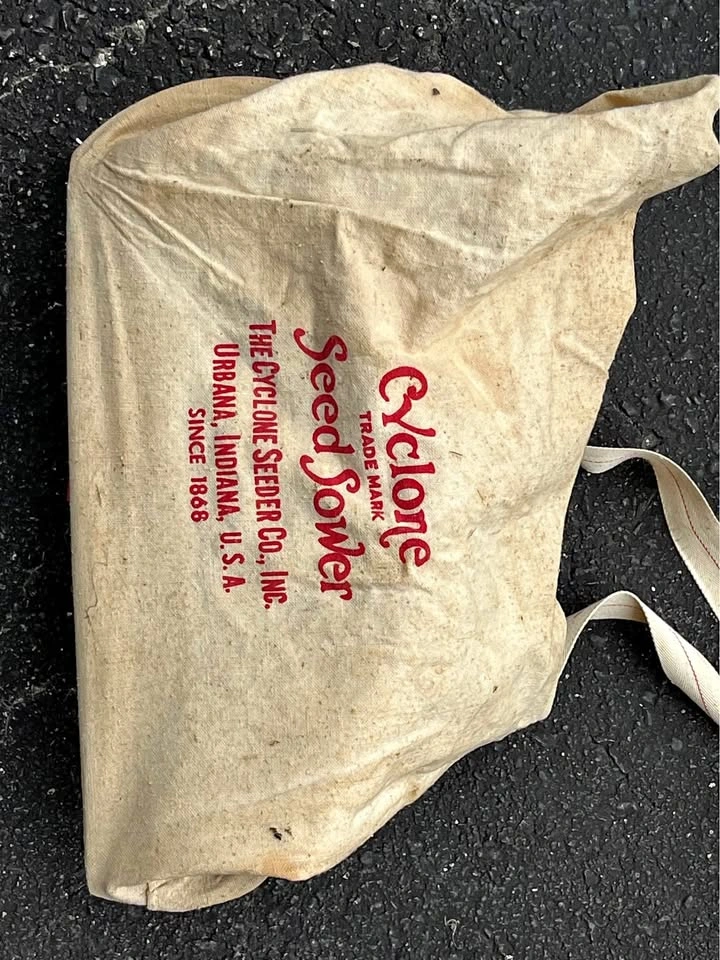 Cyclone
TRADE MARK
Seed Sower
THE CYCLONE SEEDER CO., INC.
URBANA, INDIANA, U.S.A.
SINCE 1868